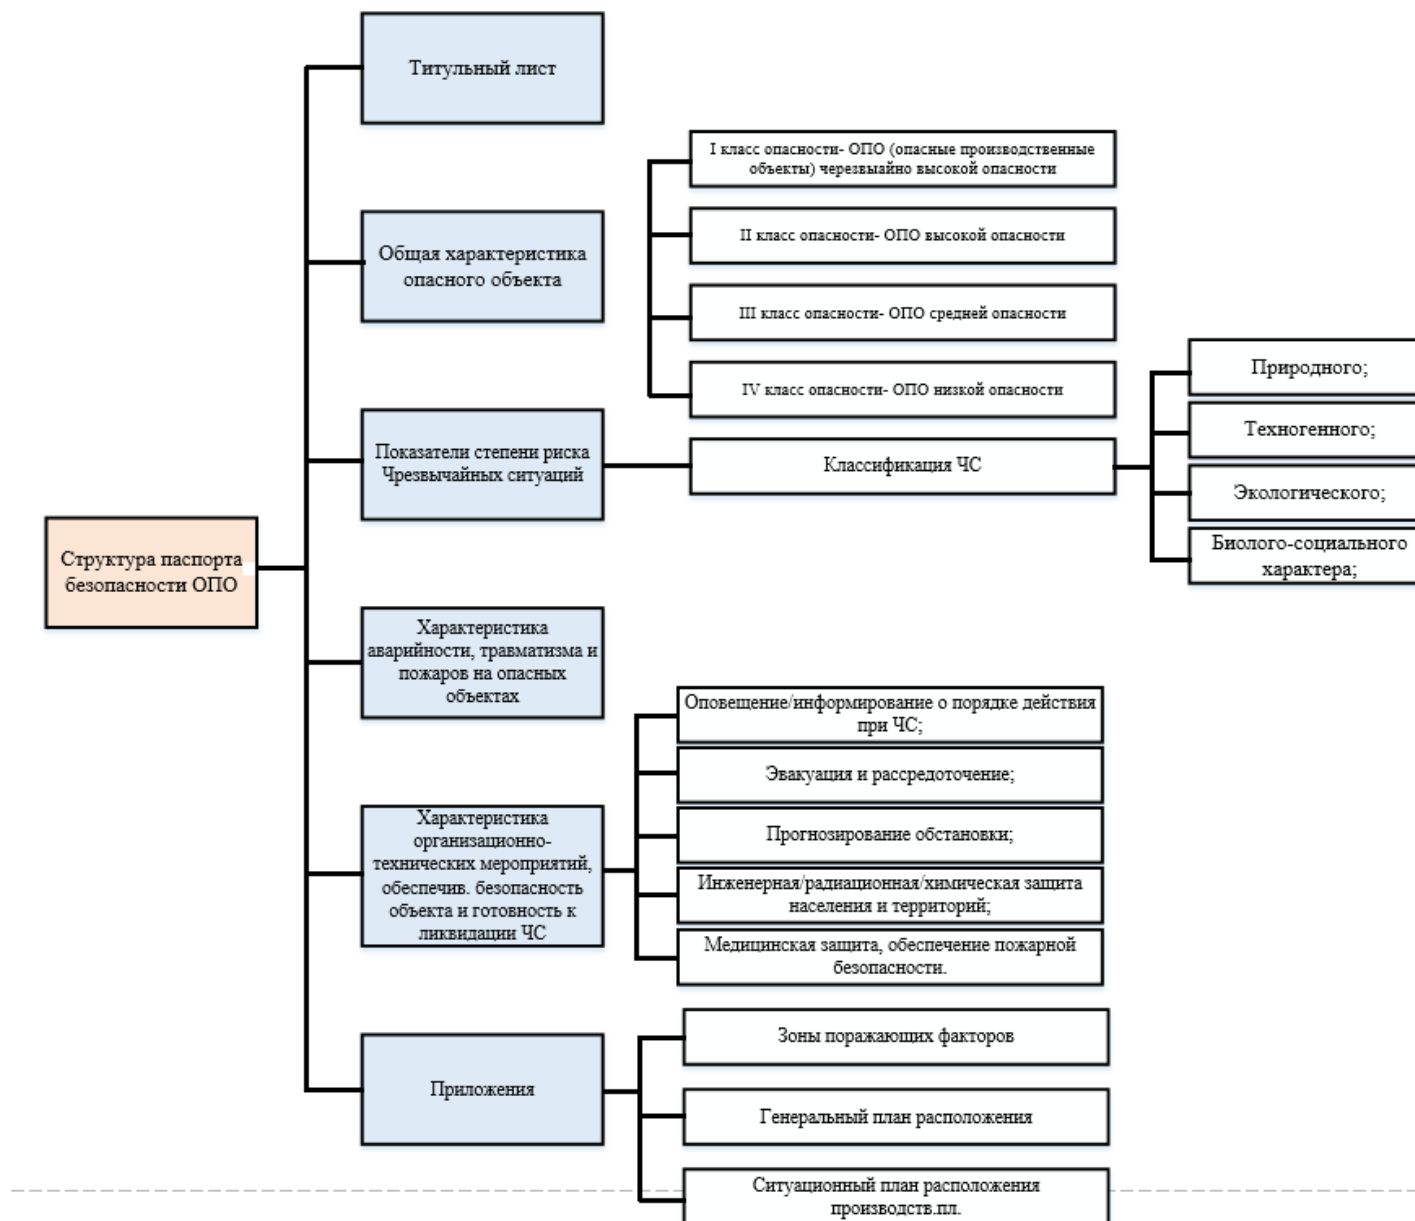 Титульный лист
I класс опасности- ОПО (опасные производственные
объекты) черезвыайно высокой опасности
Общая характеристика
опасного объекта
II класс опасности- ОПО высокой опасности
III класс опасности- ОПО средней опасности
IV класс опасности- ОПО низкой опасности
Показатели степени риска
Чрезвычайных ситуаций
Классификация ЧС
Природного;
Техногенного;
Экологического;
Биолого-социального
характера;
Структура паспорта
безопасности ОПО
Характеристика
аварийности, травматизма и
пожаров на опасных
объектах
Характеристика
организационно-
технических мероприятий,
обеспечив. безопасность
объекта и готовность к
ликвидации ЧС
Оповещение/информирование о порядке действия
при ЧС;
Эвакуация и рассредоточение;
Прогнозирование обстановки;
Инженерная/радиационная/химическая защита
населения и территорий;
Медицинская защита, обеспечение пожарной
безопасности.
Приложения
Зоны поражающих факторов
Генеральный план расположения
Ситуационный план расположения
производств.пл.